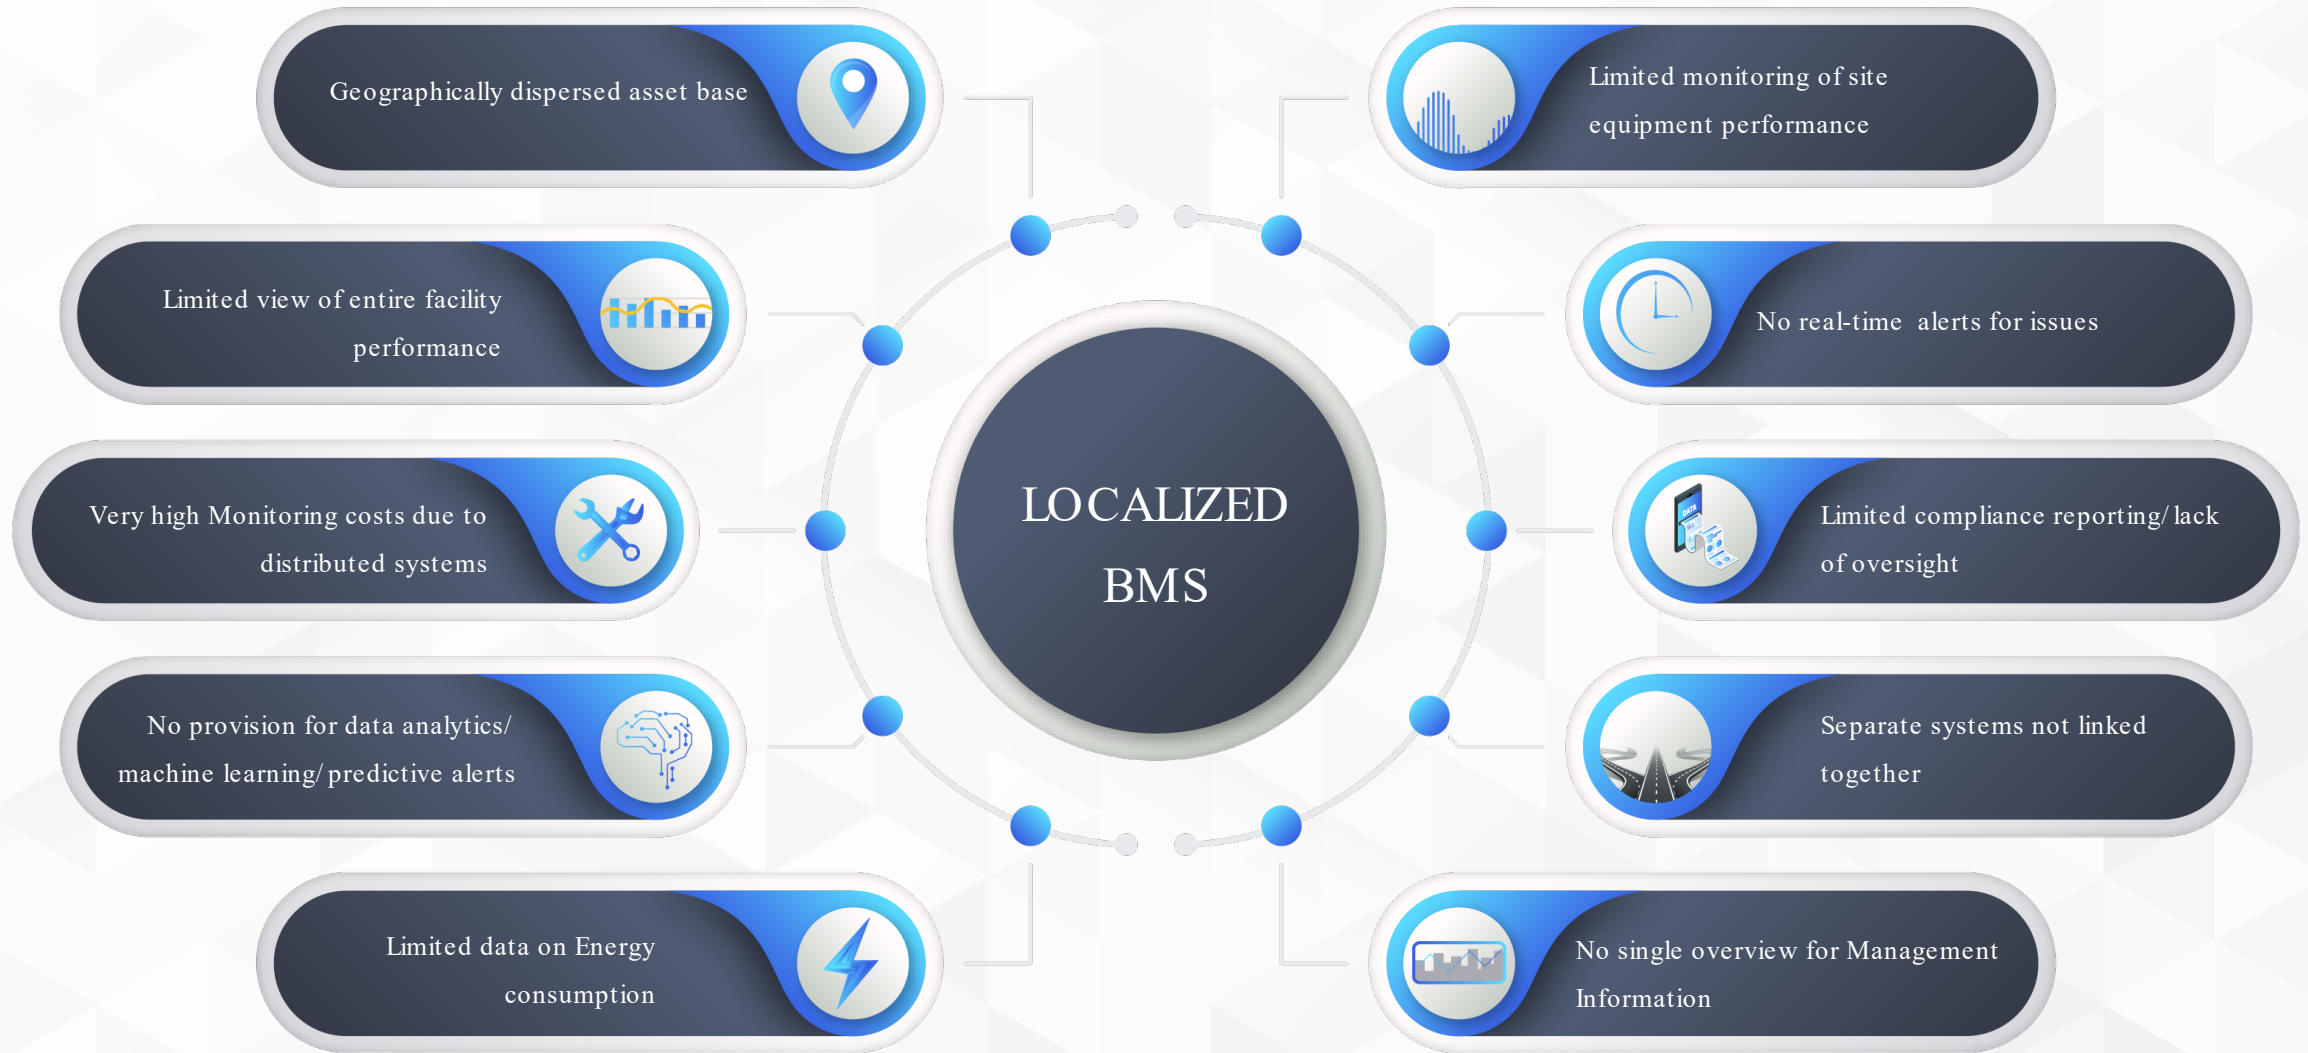 Geographically dispersed asset base
Limited view of entire facility
performance
Very high Monitoring costs due to
distributed systems
No provision for data analytics/
machine learning/predictive alerts
Limited data on Energy
consumption
LOCALIZED
BMS
Limited monitoring of site
equipment performance
No real-time alerts for issues
Limited compliance reporting/lack
of oversight
DATA
Separate systems not linked
together
No single overview for Management
Information